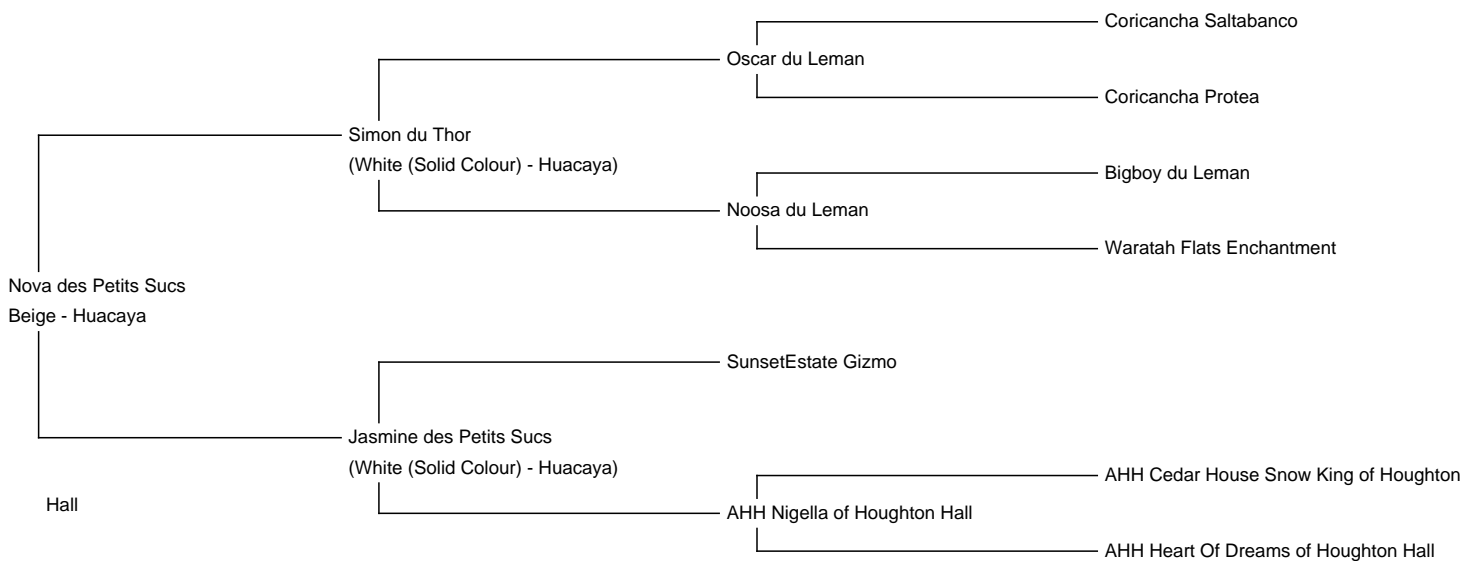 Coricancha Saltabanco
Oscar du Leman
Coricancha Protea
Simon du Thor
(White (Solid Colour) - Huacaya)
Bigboy du Leman
Noosa du Leman
Waratah Flats Enchantment
Nova des Petits Sucs
Beige - Huacaya
SunsetEstate Gizmo
Jasmine des Petits Sucs
(White (Solid Colour) - Huacaya)
AHH Cedar House Snow King of Houghton
Hall
AHH Nigella of Houghton Hall
AHH Heart Of Dreams of Houghton Hall